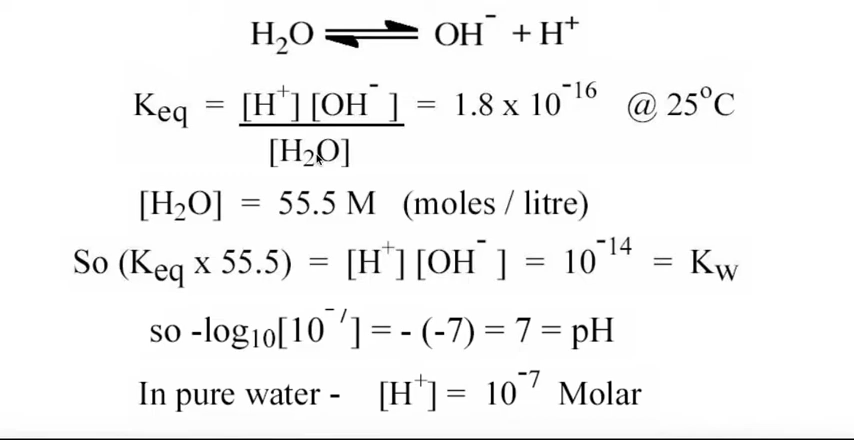 H₂O ⇌ OH⁻ + H⁺
Keq = [H⁺] [OH⁻] / [H₂O] = 1.8 x 10⁻¹⁶ @ 25°C
[H₂O] = 55.5 M (moles / litre)
So (Keq x 55.5) = [H⁺] [OH⁻] = 10⁻¹⁴ = Kw
so -log₁₀[10⁻⁷] = - (-7) = 7 = pH
In pure water - [H⁺] = 10⁻⁷ Molar